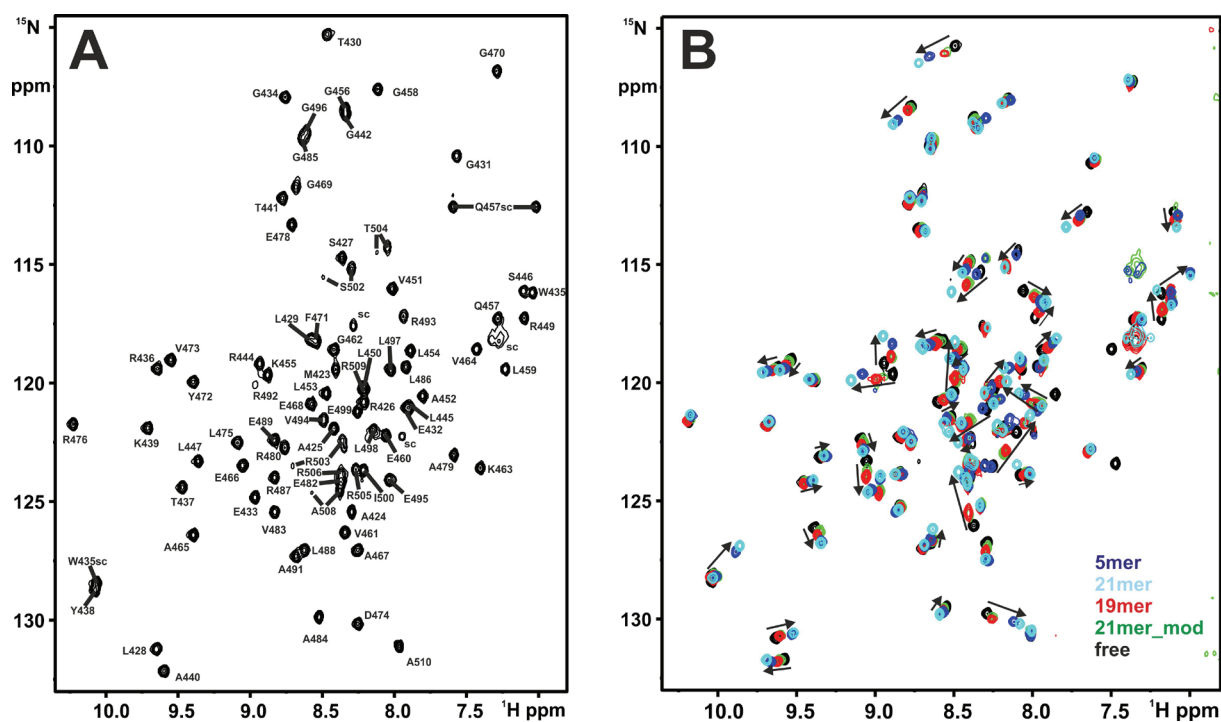 A
B
15N
ppm
110
115
120
125
130
10.0
9.5
9.0
8.5
8.0
7.5
1H ppm
T430
G470
G434
G456
G458
G496
G442
G485
G431
G469
T441
Q457sc
E478
T504
S427
S502
V451
S446
W435
Q457
R449
R493
L429
F471
sc
G462
L497
L454
sc
V464
L459
R436
V473
R444
K455
M423
R509
L450
L486
Y472
R492
L453
E468
E499
R426
A452
L445
E432
V494
R476
K439
L475
E489
R480
A425
L498
E460
sc
A479
K463
L447
E466
R503
R506
E482
R505
I500
E495
T437
R487
E433
V483
A508
A424
V461
A465
L488
A467
A491
W435sc
Y438
A484
D474
L428
A440
A510
15N
ppm
110
115
120
125
130
10.0
9.0
8.0
1H ppm
5mer
21mer
19mer
21mer_mod
free